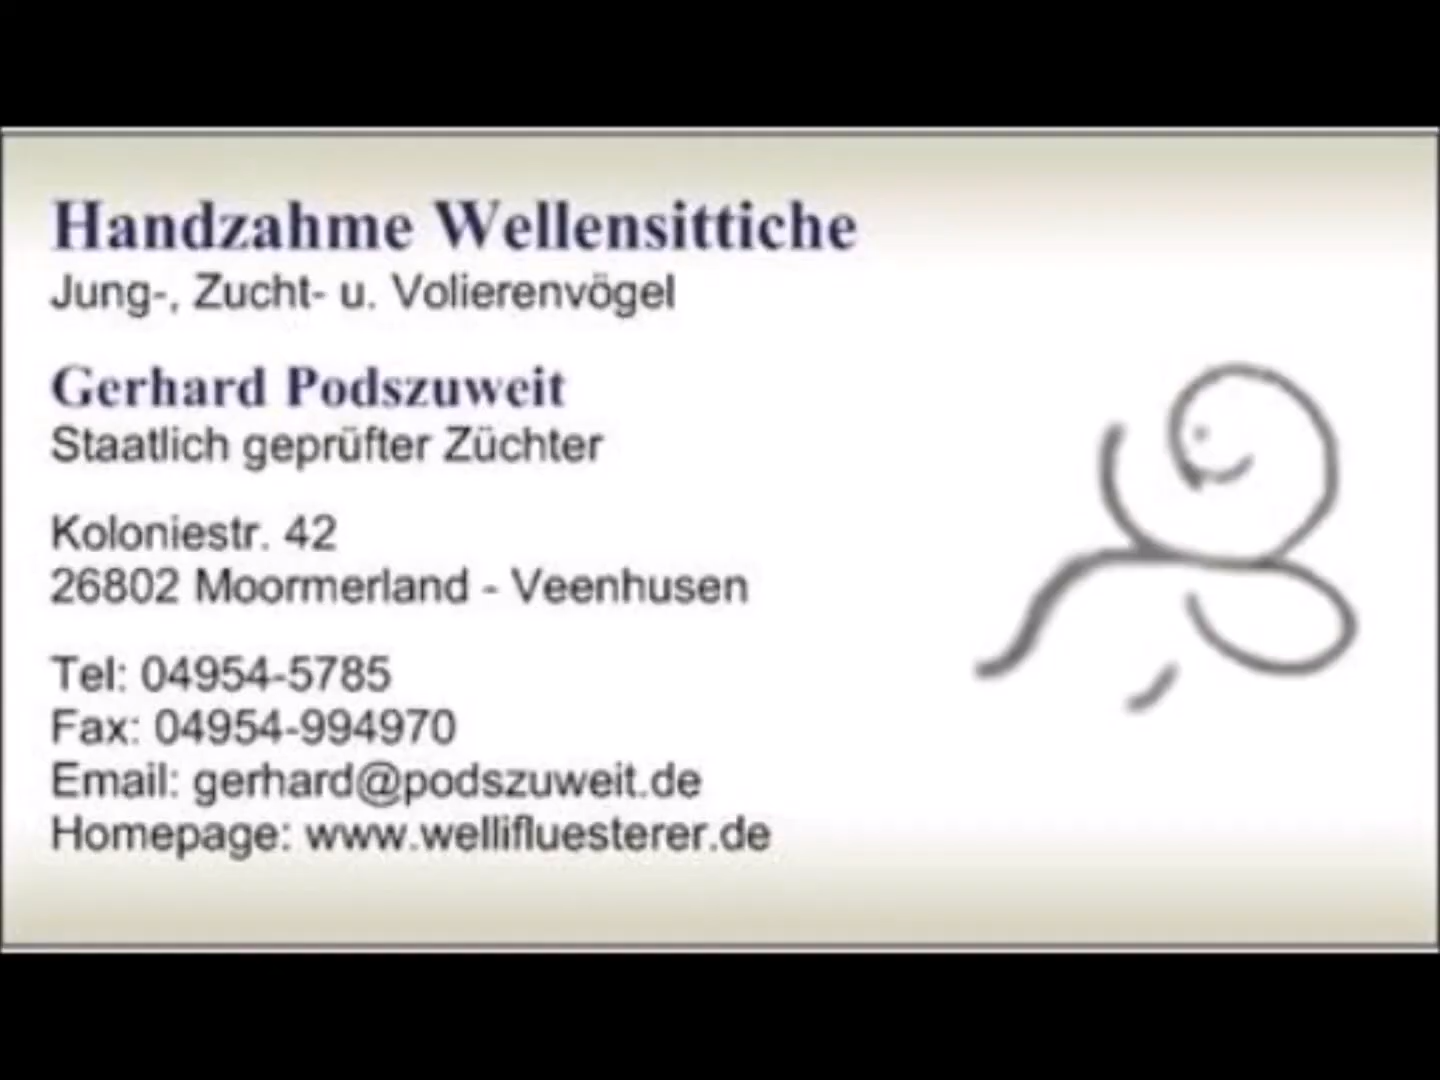 Handzahme Wellensittiche
Jung-, Zucht- u. Volierenvögel
Gerhard Podszuweit
Staatlich geprüfter Züchter
Koloniestr. 42
26802 Moormerland - Veenhusen
Tel: 04954-5785
Fax: 04954-994970
Email: gerhard@podszuweit.de
Homepage: www.wellifluesterer.de